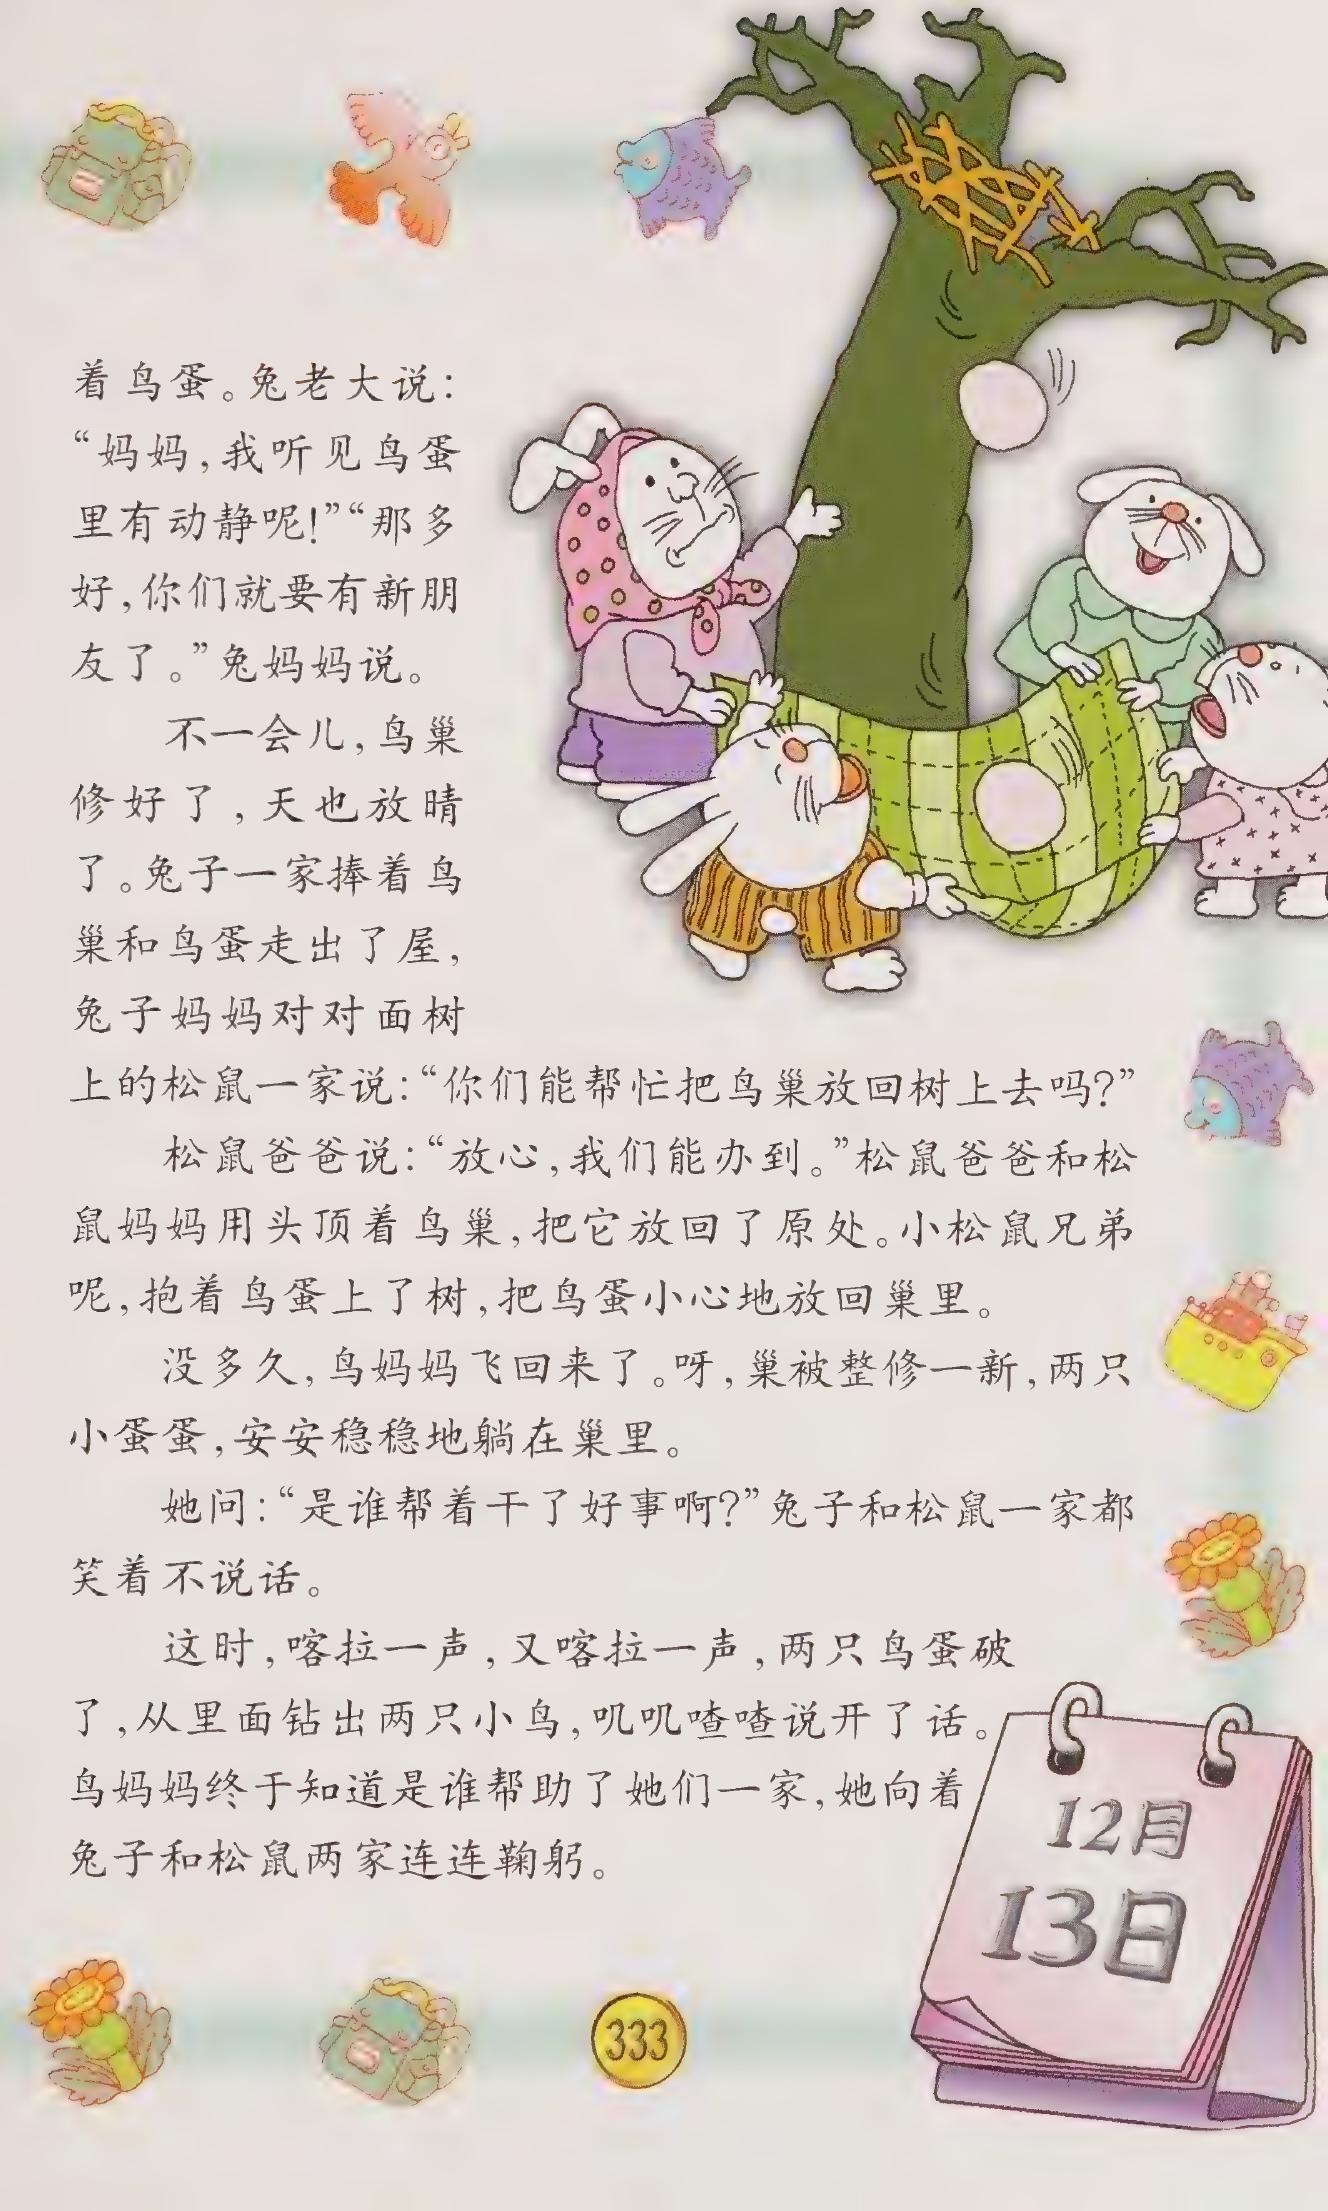 着鸟蛋。兔老大说：
“妈妈，我听见鸟蛋
里有动静呢！”“那多
好，你们就要有新朋
友了。”兔妈妈说。
不一会儿，鸟巢
修好了，天也放晴
了。兔子一家捧着鸟
巢和鸟蛋走出了屋，
兔子妈妈对对面树
上的松鼠一家说：“你们能帮忙把鸟巢放回树上去吗？”
松鼠爸爸说：“放心，我们能办到。”松鼠爸爸和松
鼠妈妈用头顶着鸟巢，把它放回了原处。小松鼠兄弟
呢，抱着鸟蛋上了树，把鸟蛋小心地放回巢里。
没多久，鸟妈妈飞回来了。呀，巢被整修一新，两只
小蛋蛋，安安稳稳地躺在巢里。
她问：“是谁帮着干了好事啊？”兔子和松鼠一家都
笑着不说话。
这时，喀拉一声，又喀拉一声，两只鸟蛋破
了，从里面钻出两只小鸟，叽叽喳喳说开了话。
鸟妈妈终于知道是谁帮助了她们一家，她向着
兔子和松鼠两家连连鞠躬。
12月
13日
333